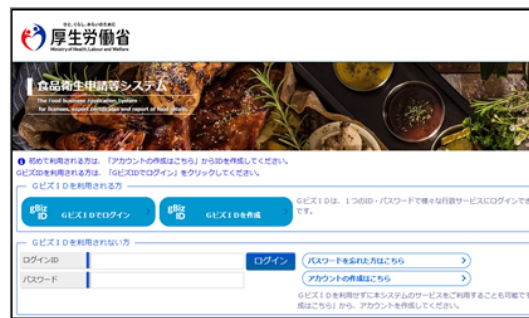 ひと、くらし、みらいのために
厚生労働省
Ministry of Health, Labour and Welfare
食品衛生申請等システム
The Food business Application System
for licenses, export certificates and report of food recalls
初めて利用される方は、「アカウントの作成はこちら」からIDを作成してください。
GビズIDを利用される方は、「GビズIDでログイン」をクリックしてください。
GビズIDを利用される方
gBiz ID GビズIDでログイン
gBiz ID GビズIDを作成
GビズIDは、1つのID・パスワードで様々な行政サービスにログインでき
です。
GビズIDを利用されない方
ログインID
ログイン
パスワードを忘れた方はこちら
パスワード
アカウントの作成はこちら
GビズIDを利用せずに本システムのサービスをご利用することも可能です
成はこちら」から、アカウントを作成してください。